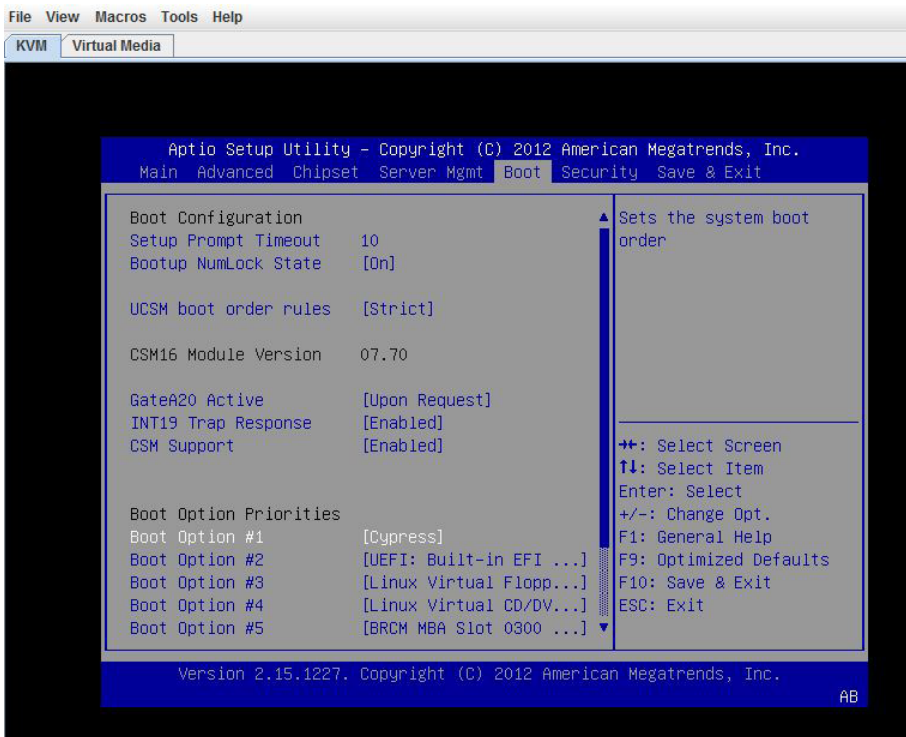 File View Macros Tools Help
KVM Virtual Media
Aptio Setup Utility – Copyright (C) 2012 American Megatrends, Inc.
Main Advanced Chipset Server Mgmt Boot Security Save & Exit
Boot Configuration
Setup Prompt Timeout 10
Bootup NumLock State [On]
UCSM boot order rules [Strict]
CSM16 Module Version 07.70
GateA20 Active [Upon Request]
INT19 Trap Response [Enabled]
CSM Support [Enabled]
Boot Option Priorities
Boot Option #1 [Cypress]
Boot Option #2 [UEFI: Built-in EFI ...]
Boot Option #3 [Linux Virtual Flopp...]
Boot Option #4 [Linux Virtual CD/DV...]
Boot Option #5 [BRCM MBA Slot 0300 ...]
Sets the system boot
order
→←: Select Screen
↑↓: Select Item
Enter: Select
+/-: Change Opt.
F1: General Help
F9: Optimized Defaults
F10: Save & Exit
ESC: Exit
Version 2.15.1227. Copyright (C) 2012 American Megatrends, Inc.
AB